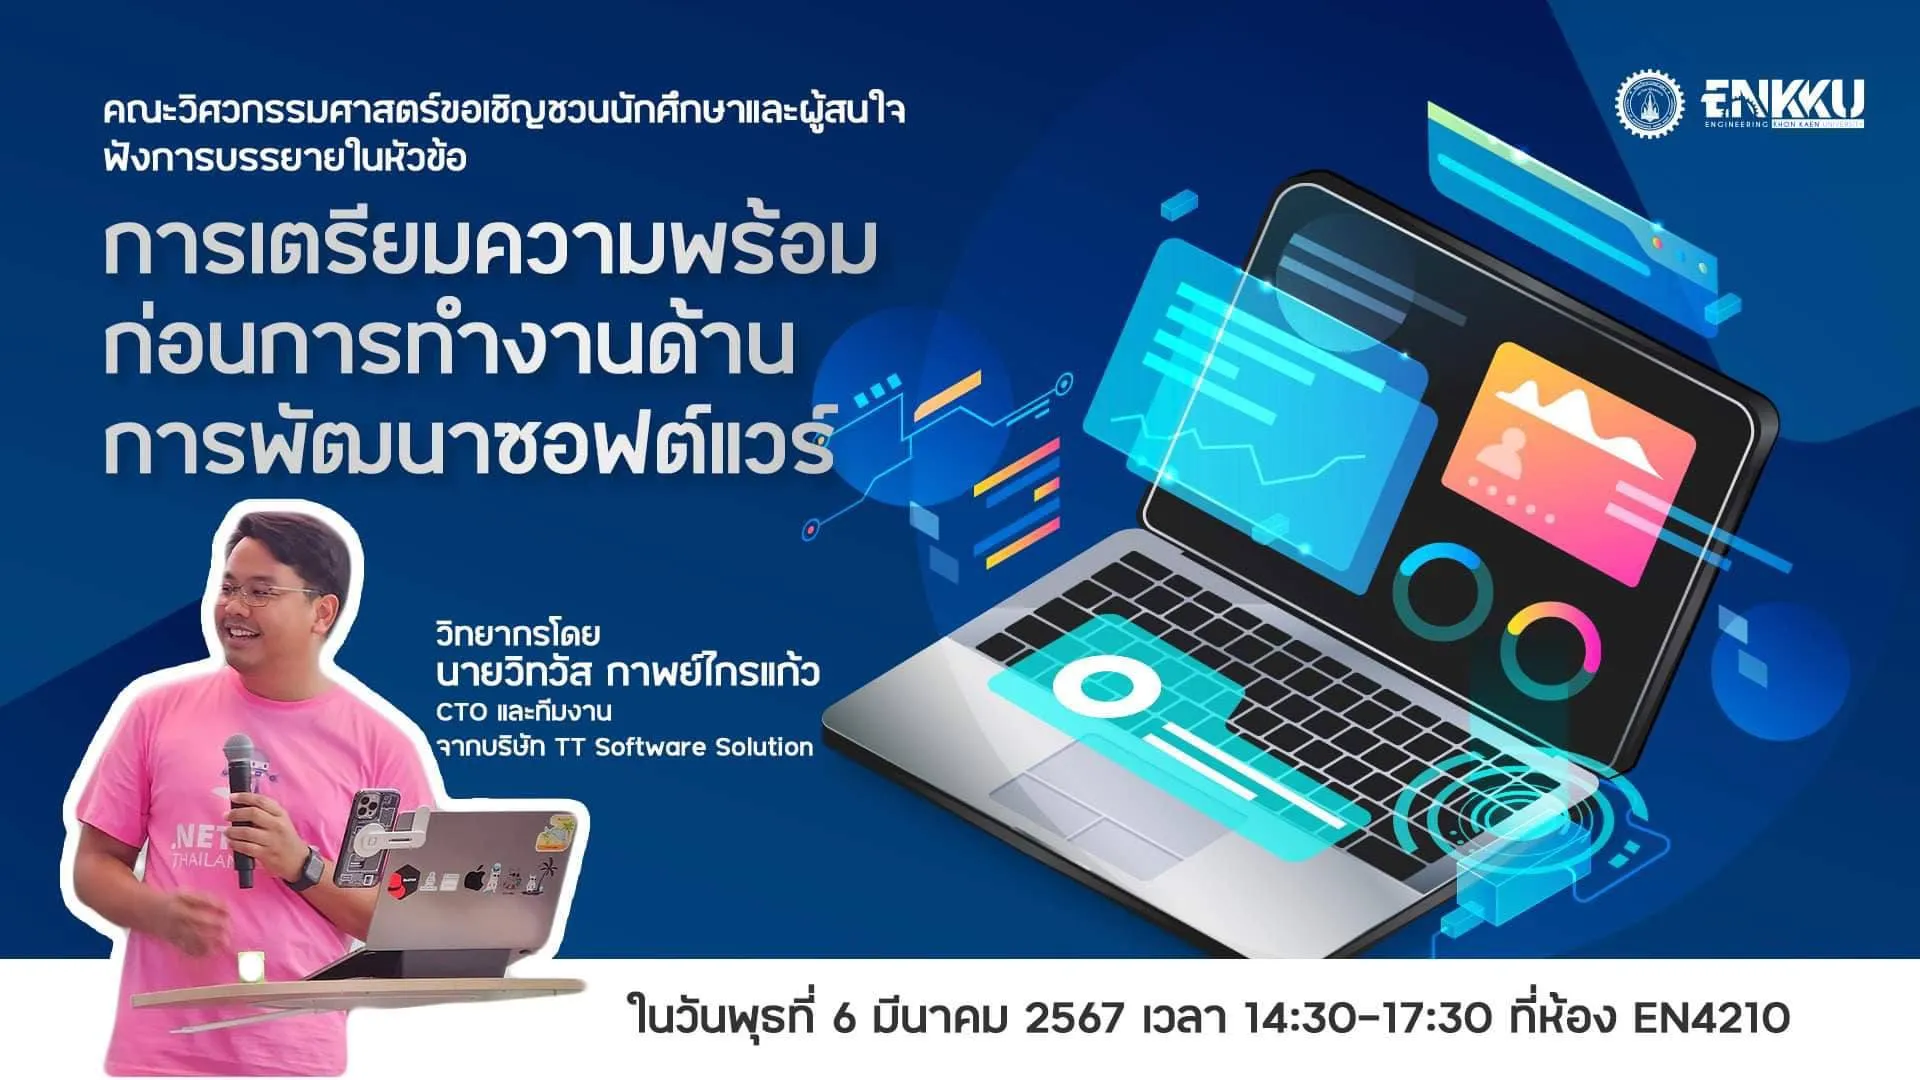 คณะวิศวกรรมศาสตร์ขอเชิญชวนนักศึกษาและผู้สนใจ
ฟังการบรรยายในหัวข้อ
การเตรียมความพร้อม
ก่อนการทำงานด้าน
การพัฒนาซอฟต์แวร์
ENKKU
ENGINEERING KHON KAEN UNIVERSITY
วิทยากรโดย
นายวิทวัส กาพย์ไกรแก้ว
CTO และทีมงาน
จากบริษัท TT Software Solution
.NET
THAILAN
ในวันพุธที่ 6 มีนาคม 2567 เวลา 14:30-17:30 ที่ห้อง EN4210